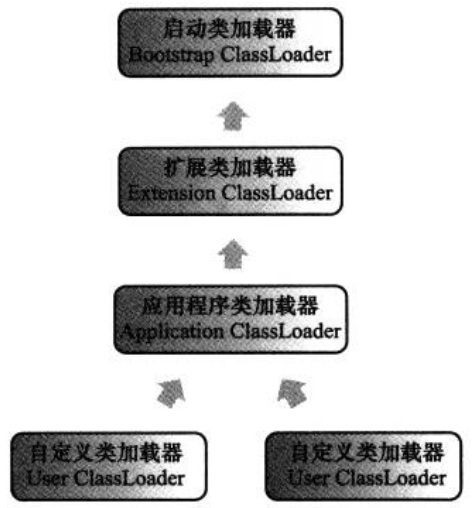 启动类加载器
Bootstrap ClassLoader
扩展类加载器
Extension ClassLoader
应用程序类加载器
Application ClassLoader
自定义类加载器
User ClassLoader
自定义类加载器
User ClassLoader